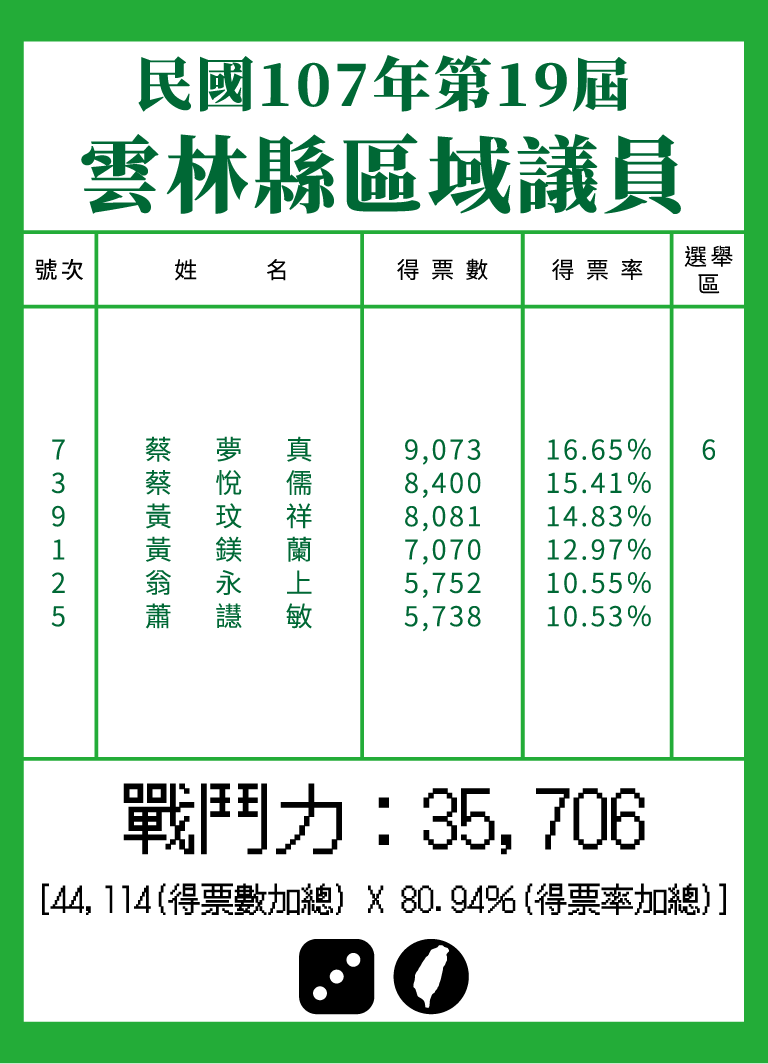 民國107年第19屆
雲林縣區域議員
號次 姓名 得票數 得票率 選舉區
7 蔡夢真 9,073 16.65% 6
3 蔡悅儒 8,400 15.41%
9 黃玟祥 8,081 14.83%
1 黃鎂蘭 7,070 12.97%
2 翁永上 5,752 10.55%
5 蕭譿敏 5,738 10.53%
戰鬥力：35,706
[44,114(得票數加總) X 80.94%(得票率加總)]